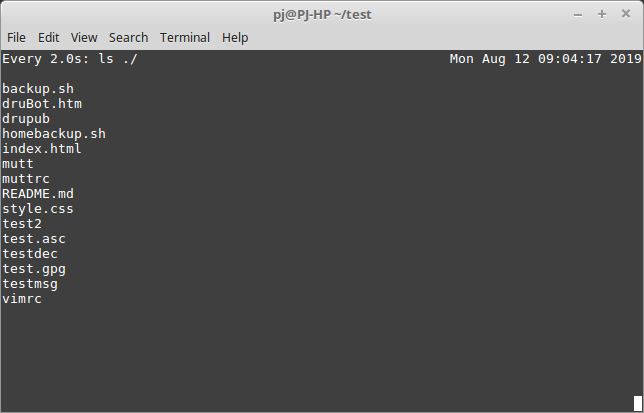 pj@PJ-HP ~/test
File Edit View Search Terminal Help
Every 2.0s: ls ./ Mon Aug 12 09:04:17 2019
backup.sh
druBot.htm
drupub
homebackup.sh
index.html
mutt
muttrc
README.md
style.css
test2
test.asc
testdec
test.gpg
testmsg
vimrc